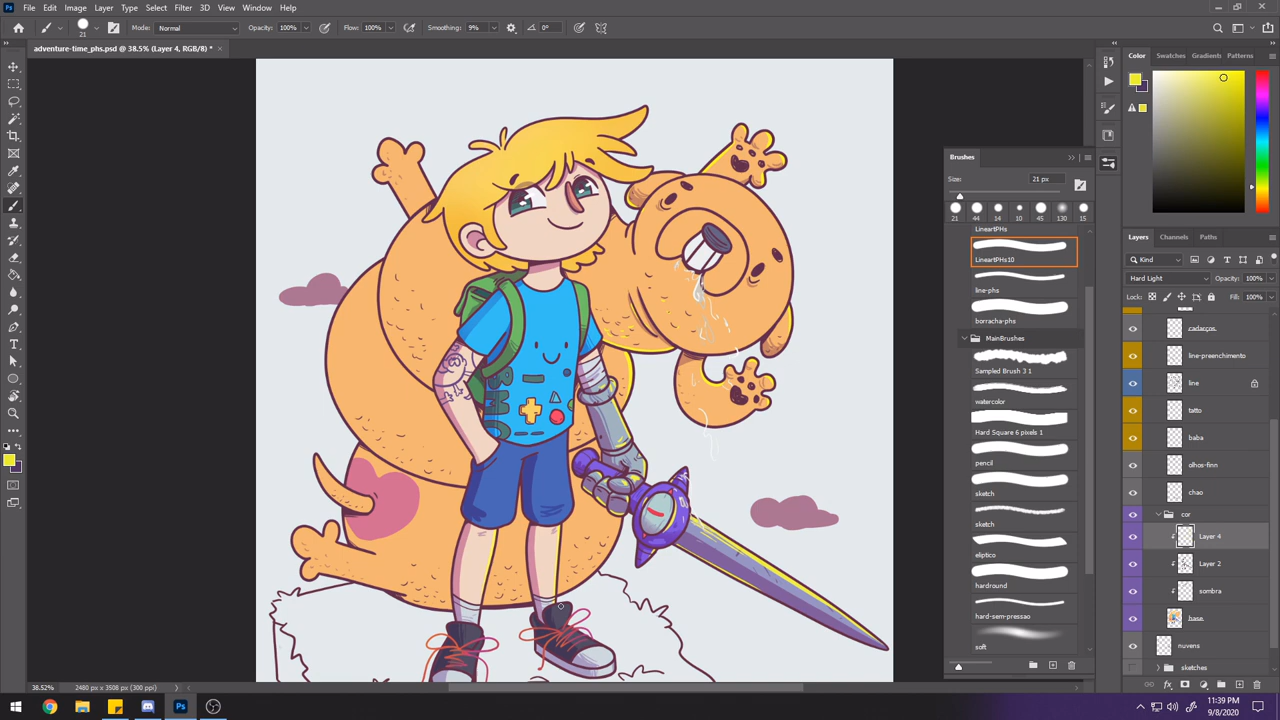 File Edit Image Layer Type Select Filter 3D View Window Help
21 Mode: Normal Opacity: 100% Flow: 100% Smoothing: 9% 0°
adventure-time_phs.psd @ 38.5% (Layer 4, RGB/8) *
Color Swatches Gradients Patterns
Brushes
Size: 21 px
21 44 14 10 45 130 15
LineartPHs
LineartPHs10
line-phs
borracha-phs
MainBrushes
Sampled Brush 3 1
watercolor
Hard Square 6 pixels 1
pencil
sketch
sketch
eliptico
hardround
hard-sem-pressao
soft
Layers Channels Paths
Kind
Hard Light Opacity: 100%
Lock: Fill: 100%
cadarços
line-preenchimento
line
tatto
baba
olhos-finn
chao
cor
Layer 4
Layer 2
sombra
base
nuvens
sketches
38.52% 2480 px x 3508 px (300 ppi)
11:39 PM
9/8/2020